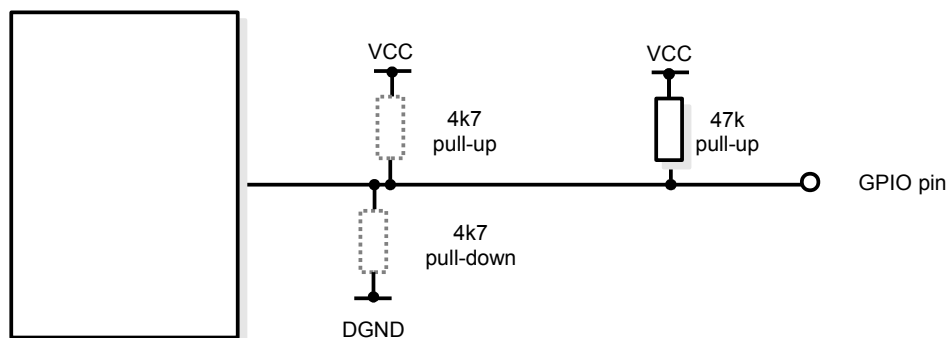 VCC
4k7
pull-up
VCC
47k
pull-up
GPIO pin
4k7
pull-down
DGND